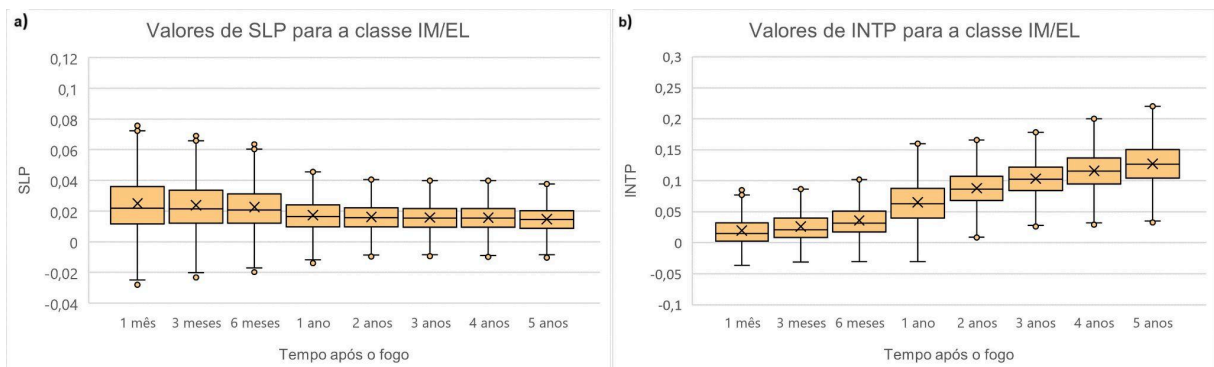 a)
Valores de SLP para a classe IM/EL
0,12
0,1
0,08
0,06
0,04
0,02
0
-0,02
-0,04
SLP
1 mês 3 meses 6 meses 1 ano 2 anos 3 anos 4 anos 5 anos
Tempo após o fogo
b)
Valores de INTP para a classe IM/EL
0,3
0,25
0,2
0,15
0,1
0,05
0
-0,05
-0,1
INTP
1 mês 3 meses 6 meses 1 ano 2 anos 3 anos 4 anos 5 anos
Tempo após o fogo